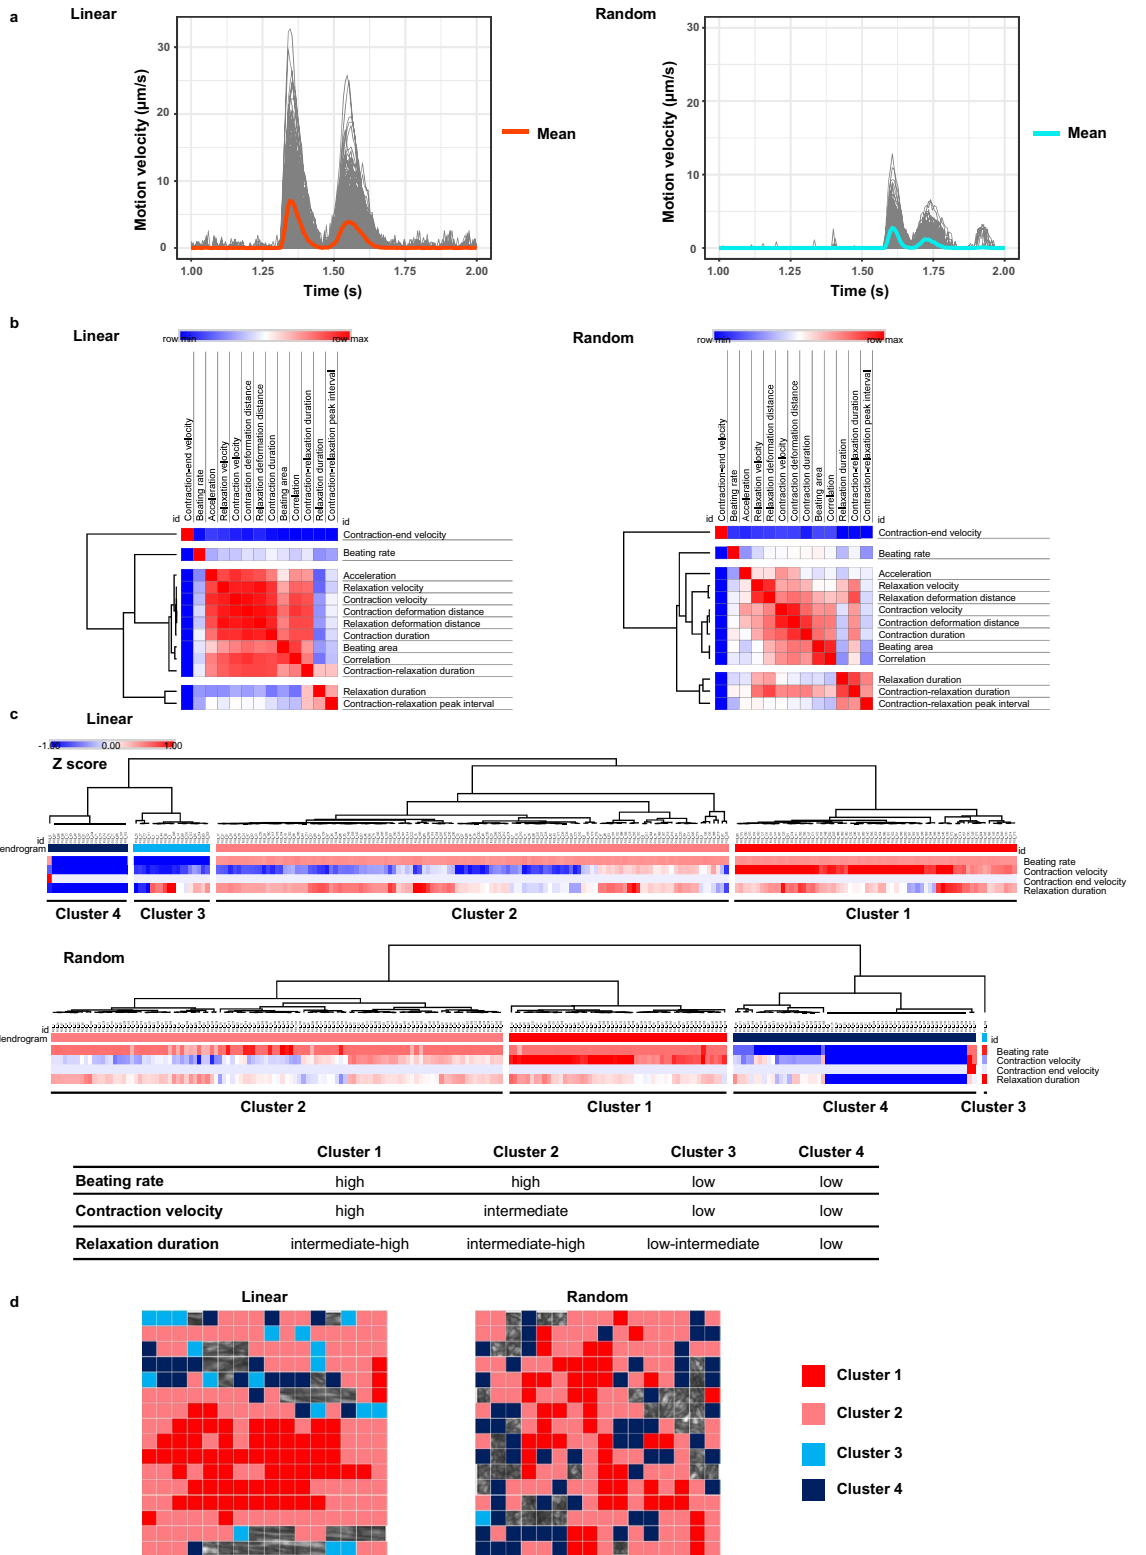 a
Linear
Random
Motion velocity (µm/s)
30
20
10
0
1.00
1.25
1.50
1.75
2.00
Time (s)
Mean
Motion velocity (µm/s)
30
20
10
0
1.00
1.25
1.50
1.75
2.00
Time (s)
Mean
b
Linear
row min
row max
Contraction-end velocity
Beating rate
Acceleration
Relaxation velocity
Contraction velocity
Contraction deformation distance
Relaxation deformation distance
Contraction duration
Beating area
Correlation
Contraction-relaxation duration
Relaxation duration
Contraction-relaxation peak interval
id
id
Contraction-end velocity
Beating rate
Acceleration
Relaxation velocity
Contraction velocity
Contraction deformation distance
Relaxation deformation distance
Contraction duration
Beating area
Correlation
Contraction-relaxation duration
Relaxation duration
Contraction-relaxation peak interval
Random
row min
row max
Contraction-end velocity
Beating rate
Acceleration
Relaxation velocity
Relaxation deformation distance
Contraction velocity
Contraction deformation distance
Contraction duration
Beating area
Correlation
Relaxation duration
Contraction-relaxation duration
Contraction-relaxation peak interval
id
id
Contraction-end velocity
Beating rate
Acceleration
Relaxation velocity
Relaxation deformation distance
Contraction velocity
Contraction deformation distance
Contraction duration
Beating area
Correlation
Relaxation duration
Contraction-relaxation duration
Contraction-relaxation peak interval
c
Linear
-1.00
0.00
1.00
Z score
id
endrogram
id
Beating rate
Contraction velocity
Contraction end velocity
Relaxation duration
Cluster 4
Cluster 3
Cluster 2
Cluster 1
Random
id
endrogram
id
Beating rate
Contraction velocity
Contraction end velocity
Relaxation duration
Cluster 2
Cluster 1
Cluster 4
Cluster 3
Cluster 1 Cluster 2 Cluster 3 Cluster 4
Beating rate high high low low
Contraction velocity high intermediate low low
Relaxation duration intermediate-high intermediate-high low-intermediate low
d
Linear
Random
Cluster 1
Cluster 2
Cluster 3
Cluster 4